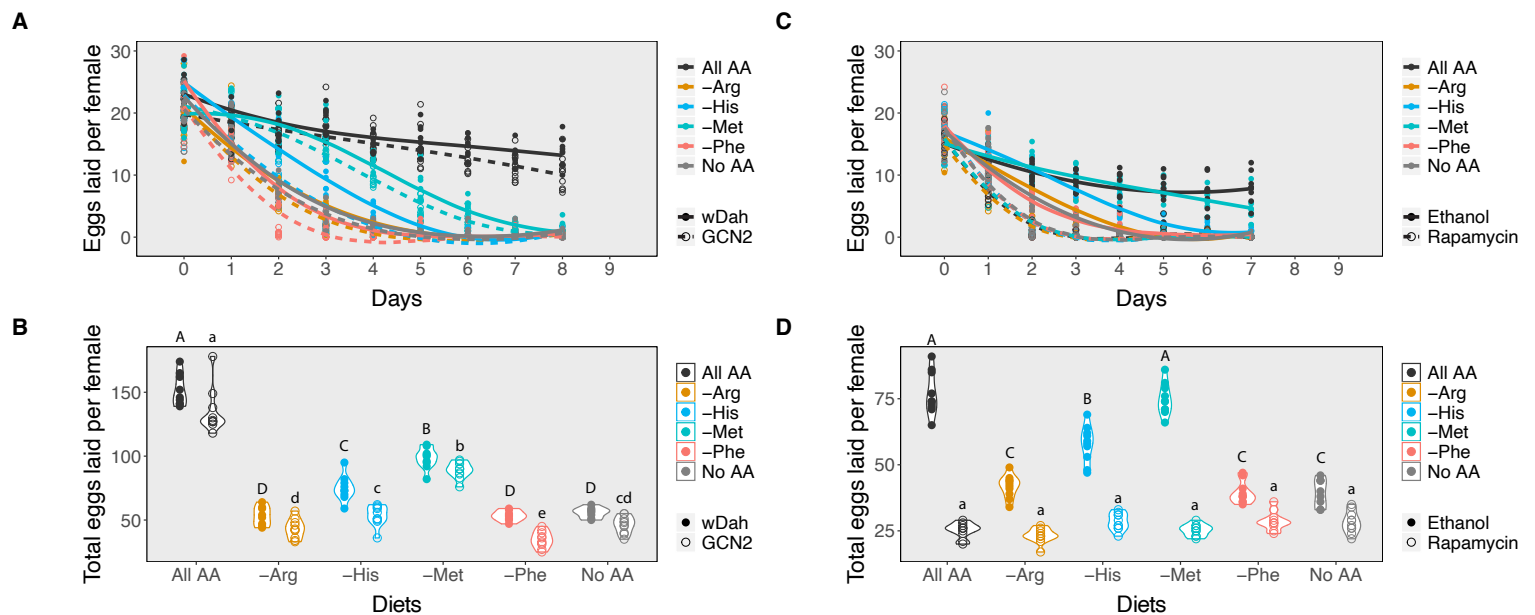 A
Eggs laid per female
30
20
10
0
0 1 2 3 4 5 6 7 8 9
Days
All AA
−Arg
−His
−Met
−Phe
No AA
wDah
GCN2
B
Total eggs laid per female
150
100
50
A a
D d
C c
B b
D e
D cd
All AA −Arg −His −Met −Phe No AA
Diets
All AA
−Arg
−His
−Met
−Phe
No AA
wDah
GCN2
C
Eggs laid per female
30
20
10
0
0 1 2 3 4 5 6 7 8 9
Days
All AA
−Arg
−His
−Met
−Phe
No AA
Ethanol
Rapamycin
D
Total eggs laid per female
75
50
25
A a
C a
B a
A a
C a
C a
All AA −Arg −His −Met −Phe No AA
Diets
All AA
−Arg
−His
−Met
−Phe
No AA
Ethanol
Rapamycin